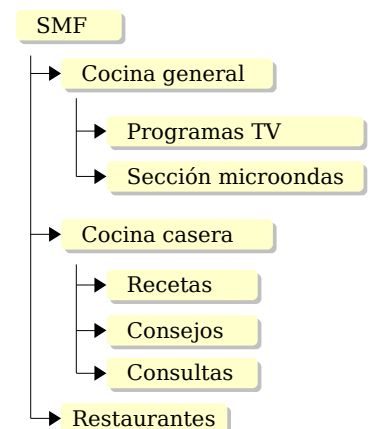 SMF
Cocina general
Programas TV
Sección microondas
Cocina casera
Recetas
Consejos
Consultas
Restaurantes